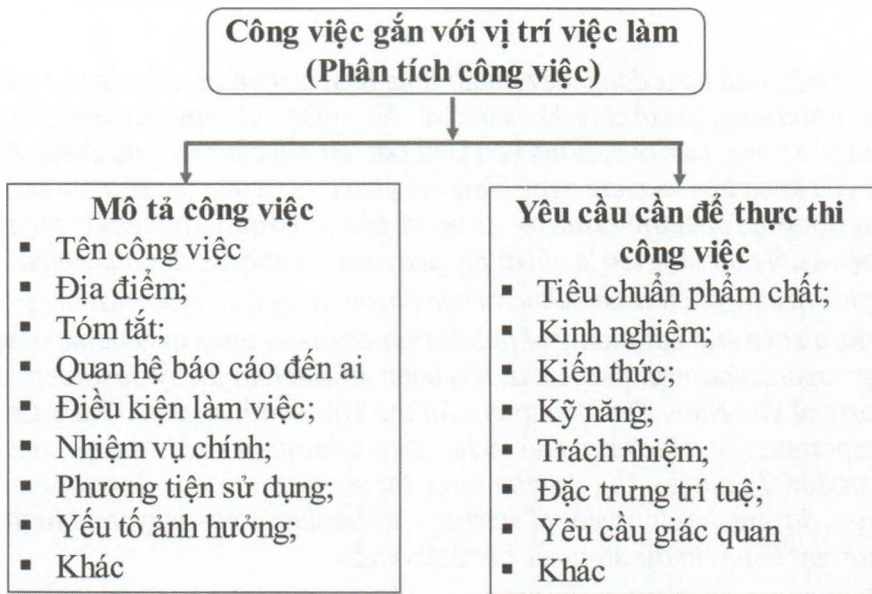 Công việc gắn với vị trí việc làm
(Phân tích công việc)
Mô tả công việc
▪ Tên công việc
▪ Địa điểm;
▪ Tóm tắt;
▪ Quan hệ báo cáo đến ai
▪ Điều kiện làm việc;
▪ Nhiệm vụ chính;
▪ Phương tiện sử dụng;
▪ Yếu tố ảnh hưởng;
▪ Khác
Yêu cầu cần để thực thi
công việc
▪ Tiêu chuẩn phẩm chất;
▪ Kinh nghiệm;
▪ Kiến thức;
▪ Kỹ năng;
▪ Trách nhiệm;
▪ Đặc trưng trí tuệ;
▪ Yêu cầu giác quan
▪ Khác